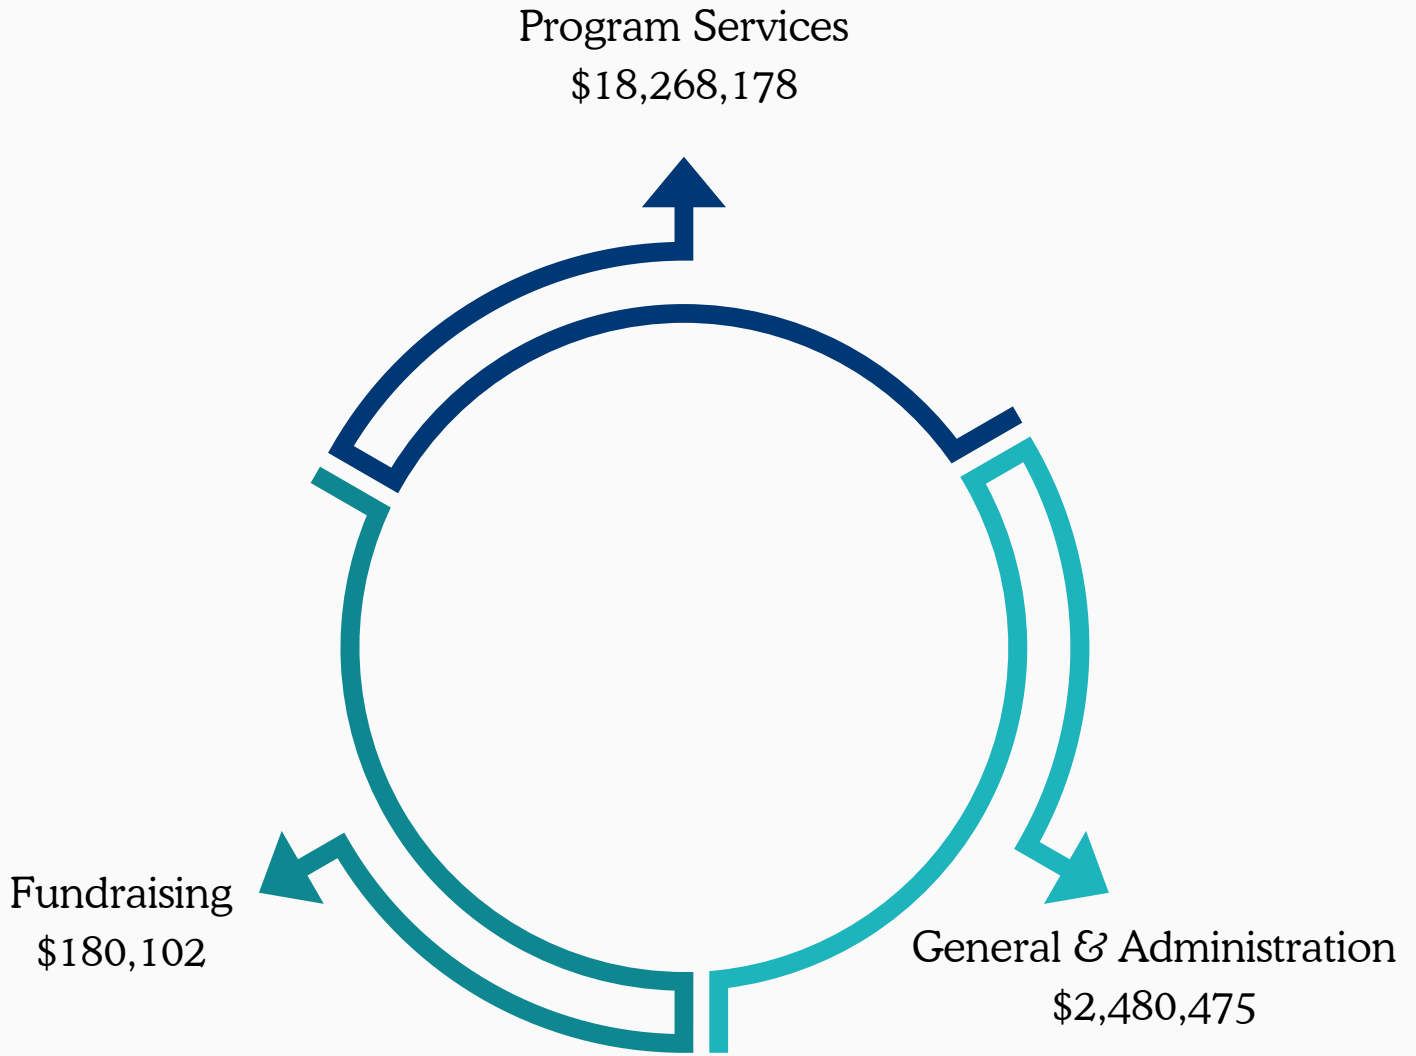 Program Services
$18,268,178
Fundraising
$180,102
General & Administration
$2,480,475